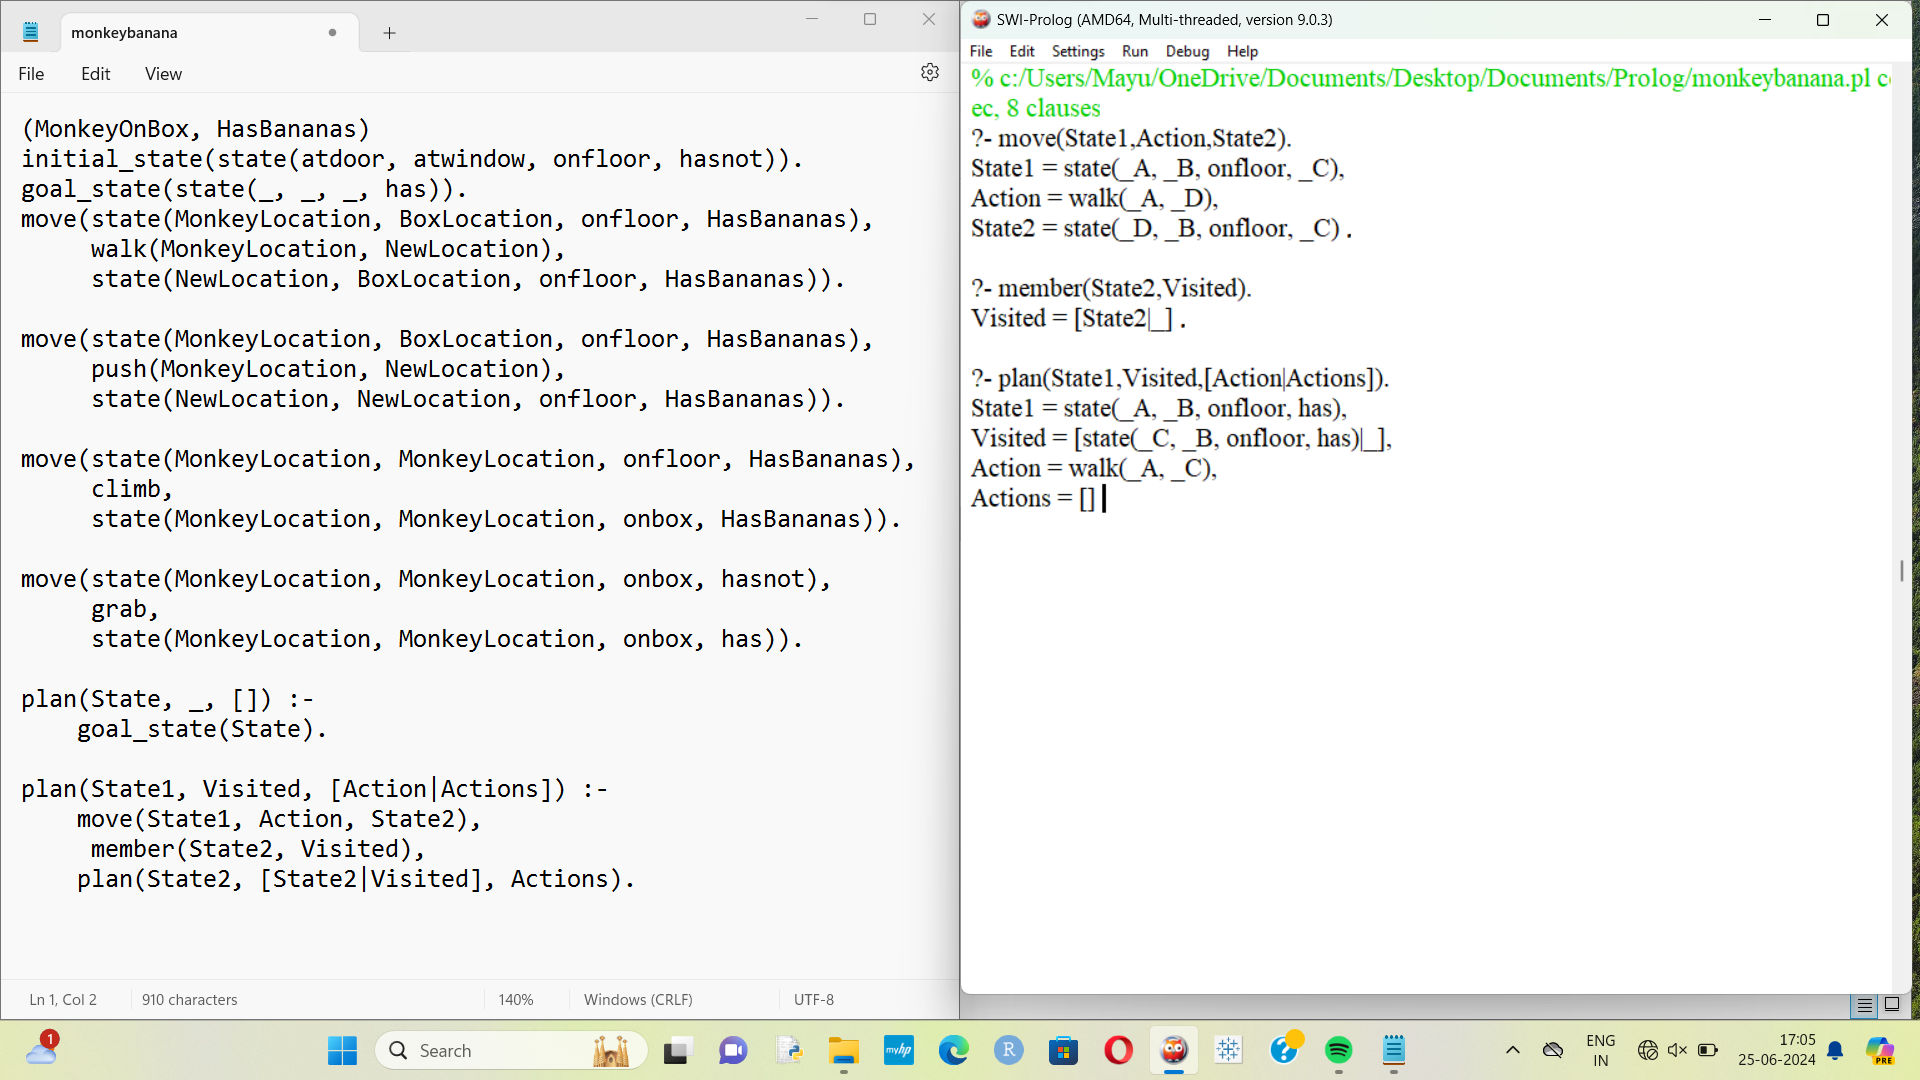 monkeybanana
File Edit View
(MonkeyOnBox, HasBananas)
initial_state(state(atdoor, atwindow, onfloor, hasnot)).
goal_state(state(_, _, _, has)).
move(state(MonkeyLocation, BoxLocation, onfloor, HasBananas),
walk(MonkeyLocation, NewLocation),
state(NewLocation, BoxLocation, onfloor, HasBananas)).
move(state(MonkeyLocation, BoxLocation, onfloor, HasBananas),
push(MonkeyLocation, NewLocation),
state(NewLocation, NewLocation, onfloor, HasBananas)).
move(state(MonkeyLocation, MonkeyLocation, onfloor, HasBananas),
climb,
state(MonkeyLocation, MonkeyLocation, onbox, HasBananas)).
move(state(MonkeyLocation, MonkeyLocation, onbox, hasnot),
grab,
state(MonkeyLocation, MonkeyLocation, onbox, has)).
plan(State, _, []) :-
goal_state(State).
plan(State1, Visited, [Action|Actions]) :-
move(State1, Action, State2),
member(State2, Visited),
plan(State2, [State2|Visited], Actions).
Ln 1, Col 2 910 characters 140% Windows (CRLF) UTF-8
SWI-Prolog (AMD64, Multi-threaded, version 9.0.3)
File Edit Settings Run Debug Help
% c:/Users/Mayu/OneDrive/Documents/Desktop/Documents/Prolog/monkeybanana.pl c
ec, 8 clauses
?- move(State1,Action,State2).
State1 = state(_A, _B, onfloor, _C),
Action = walk(_A, _D),
State2 = state(_D, _B, onfloor, _C) .
?- member(State2,Visited).
Visited = [State2|_] .
?- plan(State1,Visited,[Action|Actions]).
State1 = state(_A, _B, onfloor, has),
Visited = [state(_C, _B, onfloor, has)|_],
Action = walk(_A, _C),
Actions = []
1
Search
myhp
R
?
ENG
IN
17:05
25-06-2024
PRE